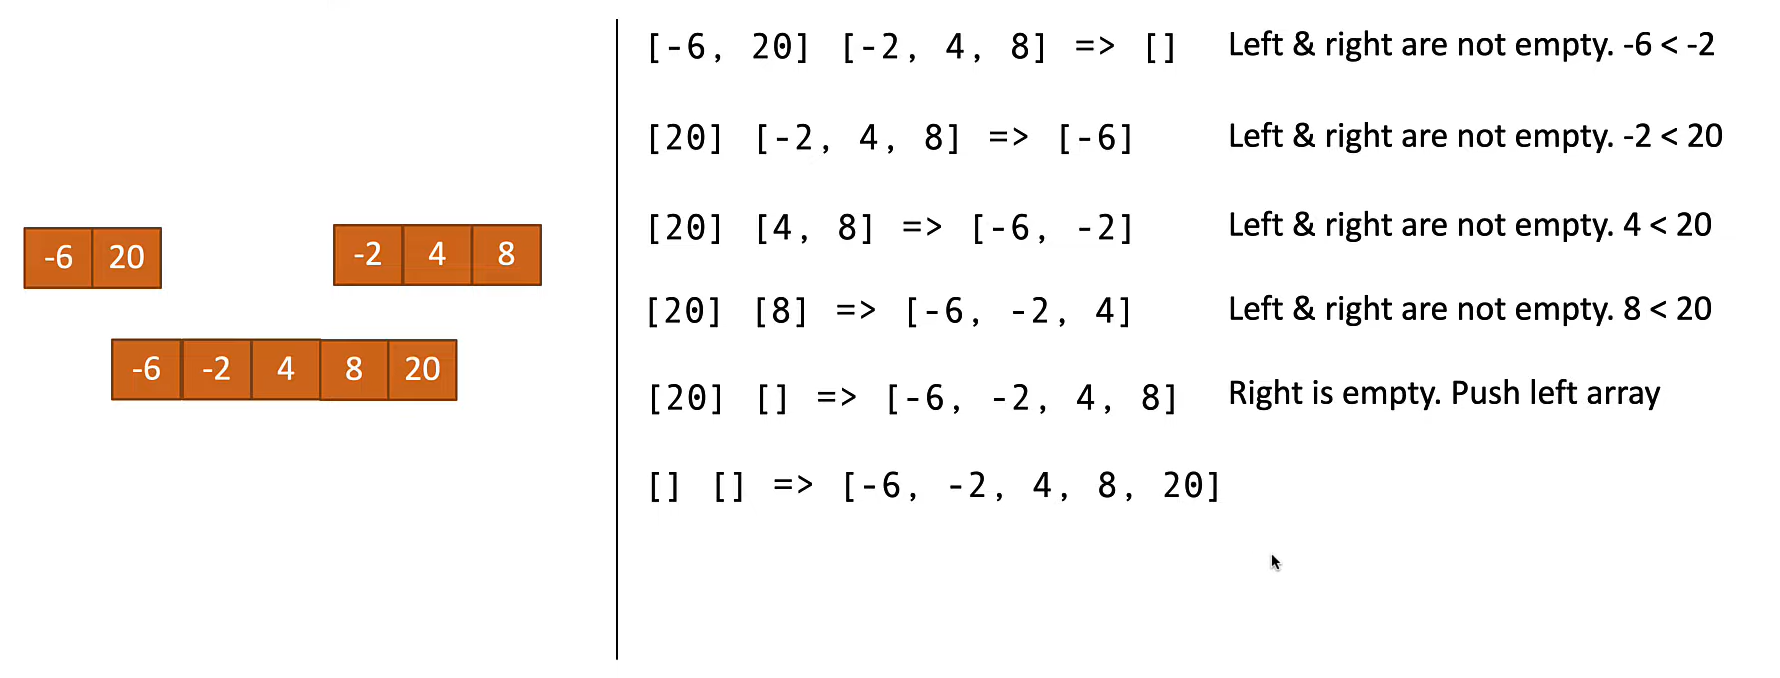 -6 20
-2 4 8
-6 -2 4 8 20
[-6, 20] [-2, 4, 8] => [] Left & right are not empty. -6 < -2
[20] [-2, 4, 8] => [-6] Left & right are not empty. -2 < 20
[20] [4, 8] => [-6, -2] Left & right are not empty. 4 < 20
[20] [8] => [-6, -2, 4] Left & right are not empty. 8 < 20
[20] [] => [-6, -2, 4, 8] Right is empty. Push left array
[] [] => [-6, -2, 4, 8, 20]